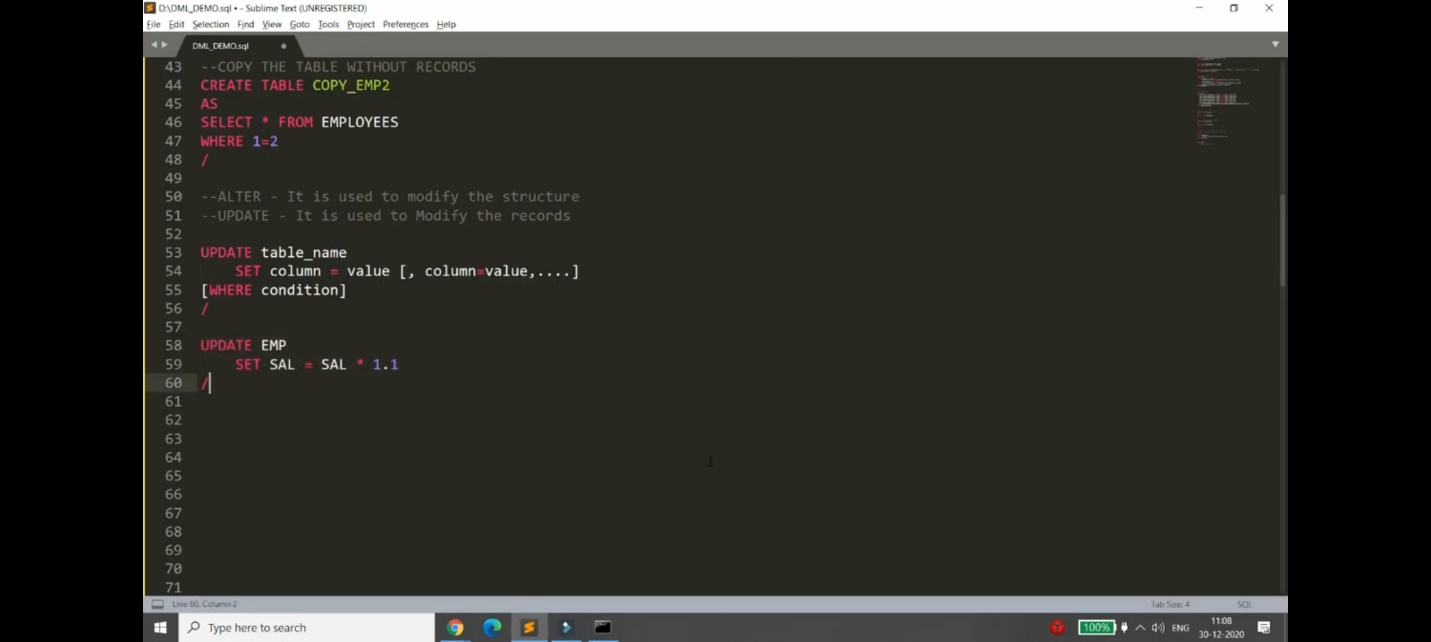 D:\DML_DEMO.sql • - Sublime Text (UNREGISTERED)
File Edit Selection Find View Goto Tools Project Preferences Help
DML_DEMO.sql
43 --COPY THE TABLE WITHOUT RECORDS
44 CREATE TABLE COPY_EMP2
45 AS
46 SELECT * FROM EMPLOYEES
47 WHERE 1=2
48 /
49
50 --ALTER - It is used to modify the structure
51 --UPDATE - It is used to Modify the records
52
53 UPDATE table_name
54 SET column = value [, column=value,....]
55 [WHERE condition]
56 /
57
58 UPDATE EMP
59 SET SAL = SAL * 1.1
60 /
61
62
63
64
65
66
67
68
69
70
71
Line 60, Column 2 Tab Size: 4 SQL
Type here to search 100% ENG 11:08
30-12-2020